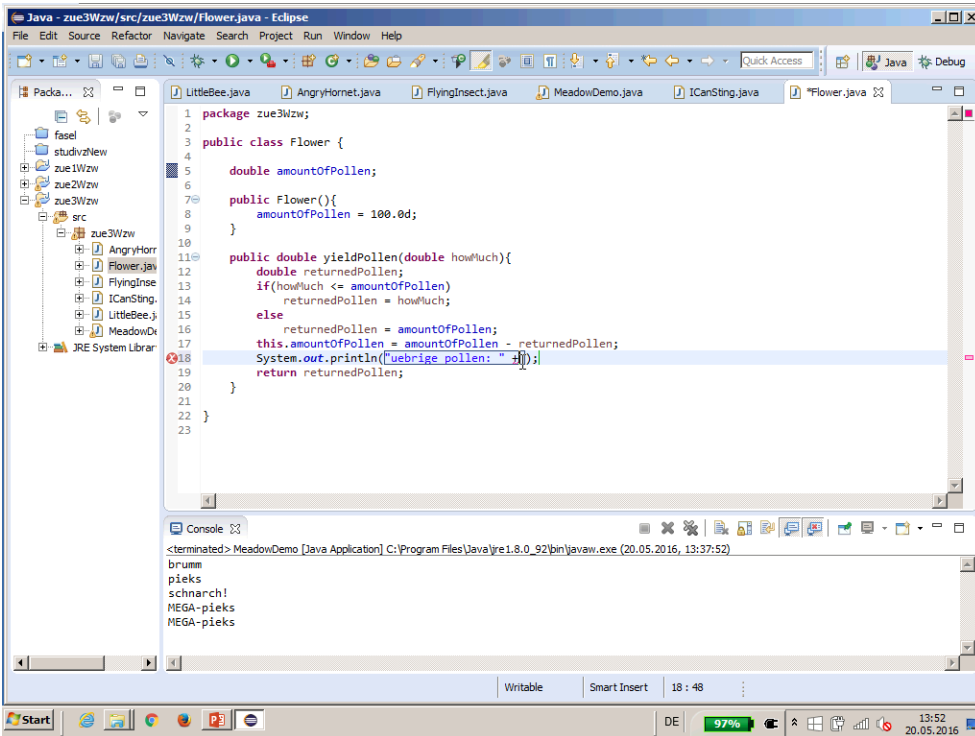 Java - zue3Wzw/src/zue3Wzw/Flower.java - Eclipse
File Edit Source Refactor Navigate Search Project Run Window Help
Quick Access Java Debug
Packa...
LittleBee.java AngryHornet.java FlyingInsect.java MeadowDemo.java ICanSting.java *Flower.java
fasel
studivzNew
zue1Wzw
zue2Wzw
zue3Wzw
src
zue3Wzw
AngryHorr
Flower.jav
FlyingInse
ICanSting.
LittleBee.j
MeadowDe
JRE System Librar
1 package zue3Wzw;
2
3 public class Flower {
4
5 double amountOfPollen;
6
7 public Flower(){
8 amountOfPollen = 100.0d;
9 }
10
11 public double yieldPollen(double howMuch){
12 double returnedPollen;
13 if(howMuch <= amountOfPollen)
14 returnedPollen = howMuch;
15 else
16 returnedPollen = amountOfPollen;
17 this.amountOfPollen = amountOfPollen - returnedPollen;
18 System.out.println("uebrige pollen: " +);
19 return returnedPollen;
20 }
21
22 }
23
Console
<terminated> MeadowDemo [Java Application] C:\Program Files\Java\jre1.8.0_92\bin\javaw.exe (20.05.2016, 13:37:52)
brumm
pieks
schnarch!
MEGA-pieks
MEGA-pieks
Writable Smart Insert 18 : 48
Start DE 97% 13:52
20.05.2016